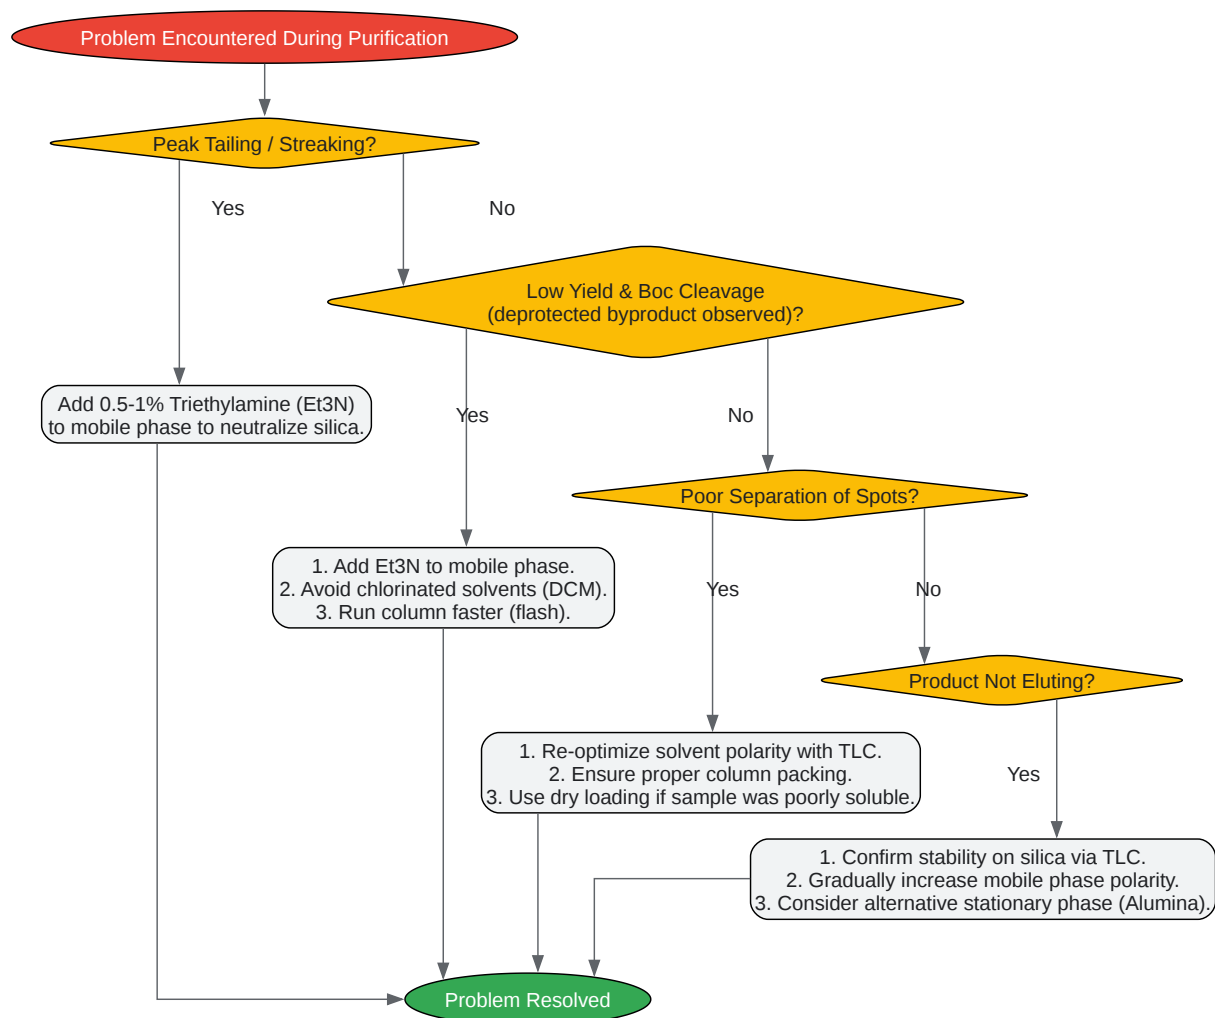 Problem Encountered During Purification
Peak Tailing / Streaking?
Yes
No
Low Yield & Boc Cleavage
(deprotected byproduct observed)?
Add 0.5-1% Triethylamine (Et3N)
to mobile phase to neutralize silica.
Yes
No
Poor Separation of Spots?
1. Add Et3N to mobile phase.
2. Avoid chlorinated solvents (DCM).
3. Run column faster (flash).
Yes
No
Product Not Eluting?
1. Re-optimize solvent polarity with TLC.
2. Ensure proper column packing.
3. Use dry loading if sample was poorly soluble.
Yes
1. Confirm stability on silica via TLC.
2. Gradually increase mobile phase polarity.
3. Consider alternative stationary phase (Alumina).
Problem Resolved